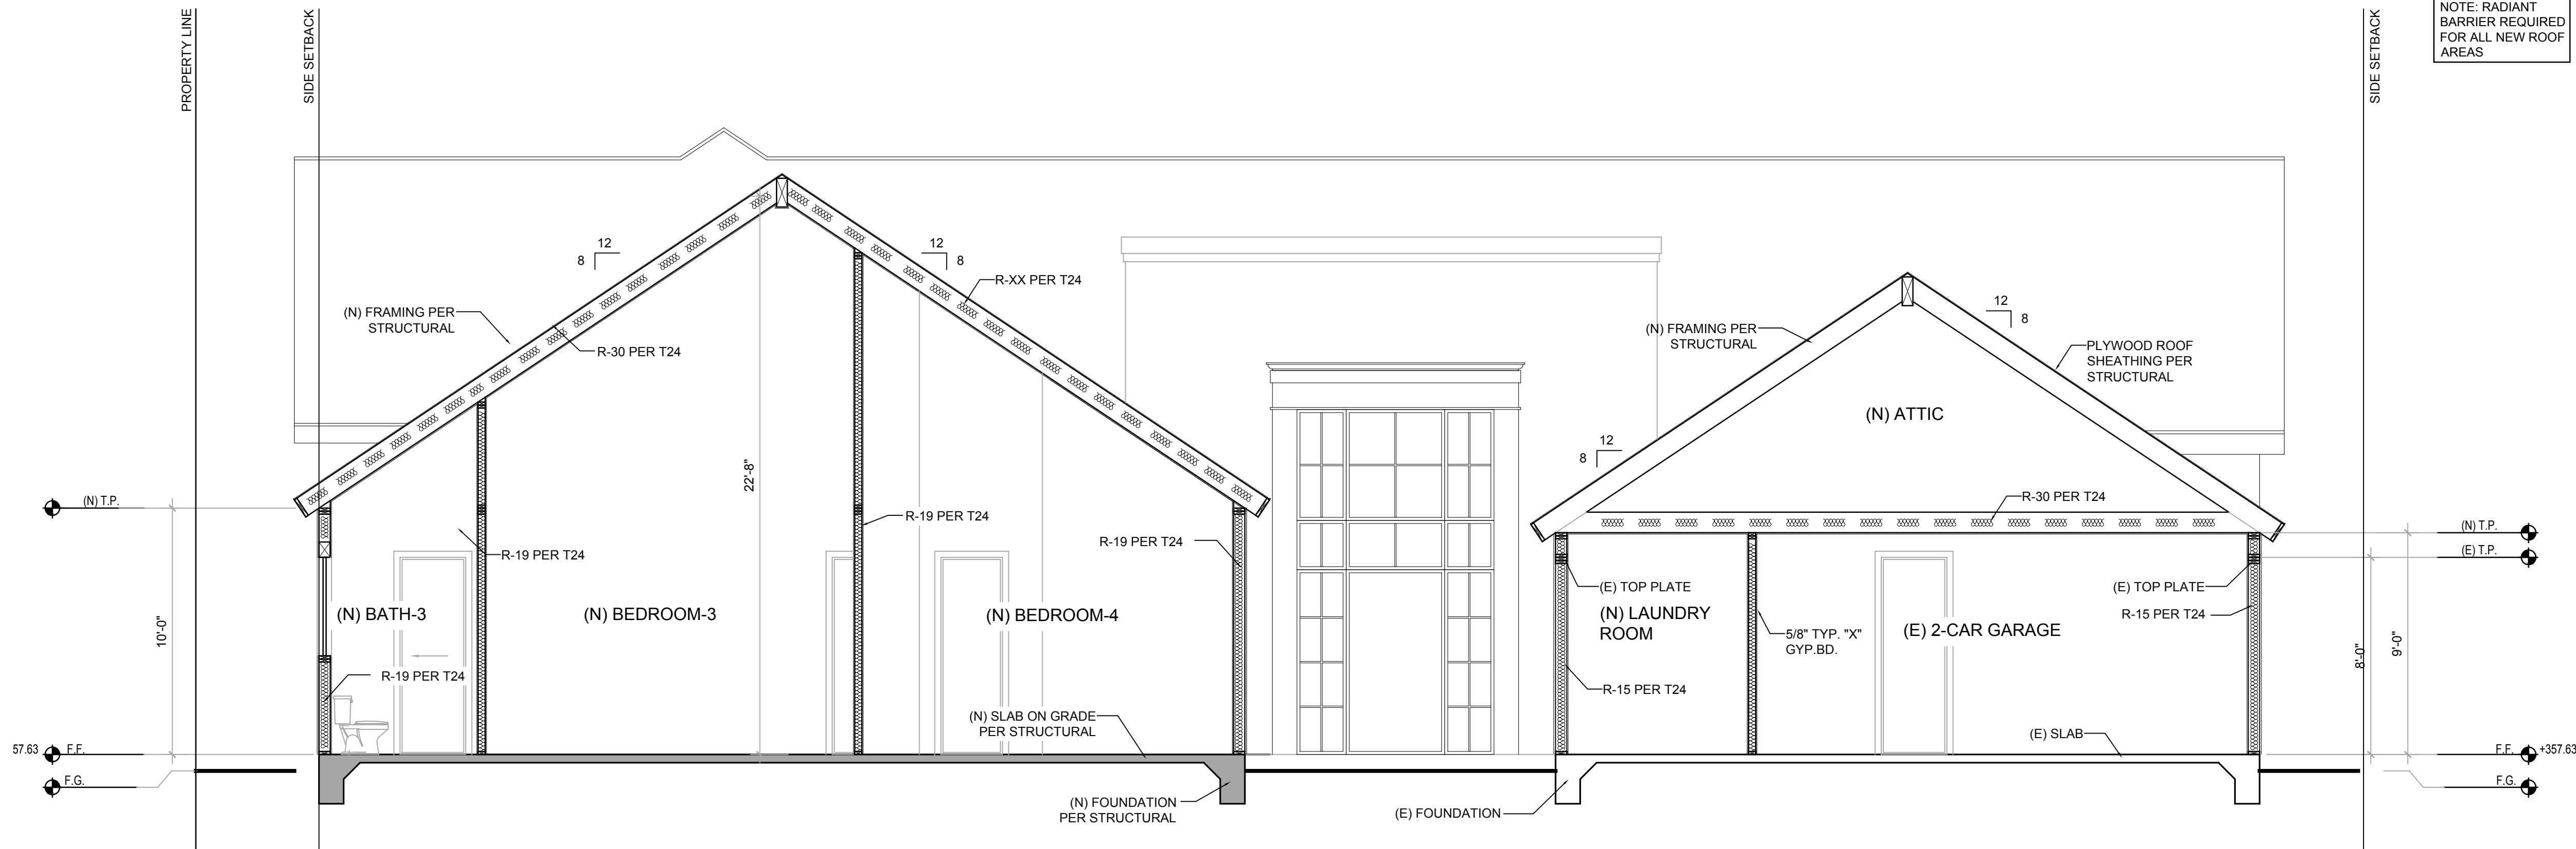 PROPERTY LINE
SIDE SETBACK
SIDE SETBACK
NOTE: RADIANT
BARRIER REQUIRED
FOR ALL NEW ROOF
AREAS
12
8
12
8
R-XX PER T24
(N) FRAMING PER
STRUCTURAL
R-30 PER T24
12
8
(N) FRAMING PER
STRUCTURAL
PLYWOOD ROOF
SHEATHING PER
STRUCTURAL
(N) ATTIC
12
8
22'-8"
R-30 PER T24
(N) T.P.
R-19 PER T24
R-19 PER T24
R-19 PER T24
(N) T.P.
(E) T.P.
(E) TOP PLATE
(E) TOP PLATE
(N) BATH-3
(N) BEDROOM-3
(N) BEDROOM-4
(N) LAUNDRY
ROOM
5/8" TYP. "X"
GYP.BD.
(E) 2-CAR GARAGE
R-15 PER T24
10'-0"
8'-0"
9'-0"
R-19 PER T24
R-15 PER T24
(N) SLAB ON GRADE
PER STRUCTURAL
(E) SLAB
57.63 F.F.
F.F. +357.63
F.G.
F.G.
(N) FOUNDATION
PER STRUCTURAL
(E) FOUNDATION